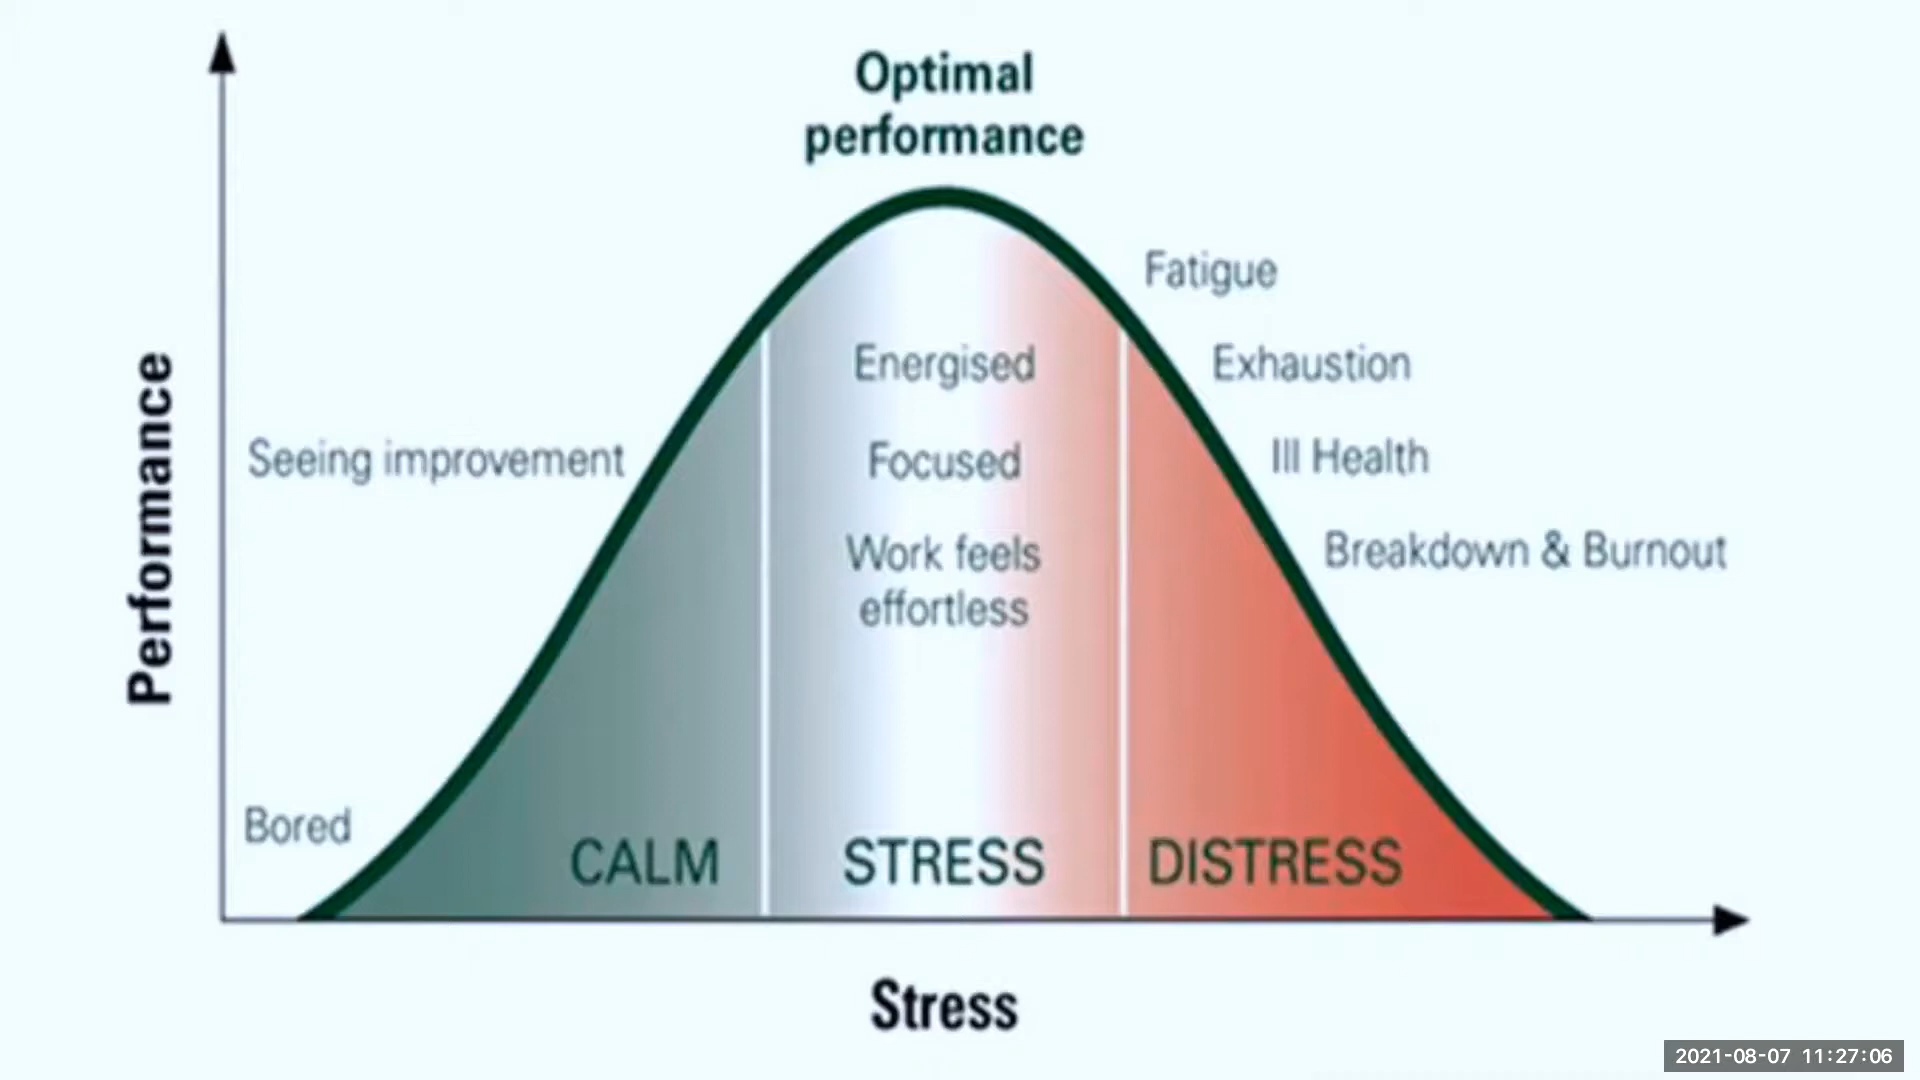 Optimal
performance
Fatigue
Energised
Exhaustion
Seeing improvement
Focused
Ill Health
Work feels
effortless
Breakdown & Burnout
Performance
Bored
CALM
STRESS
DISTRESS
Stress
2021-08-07 11:27:06